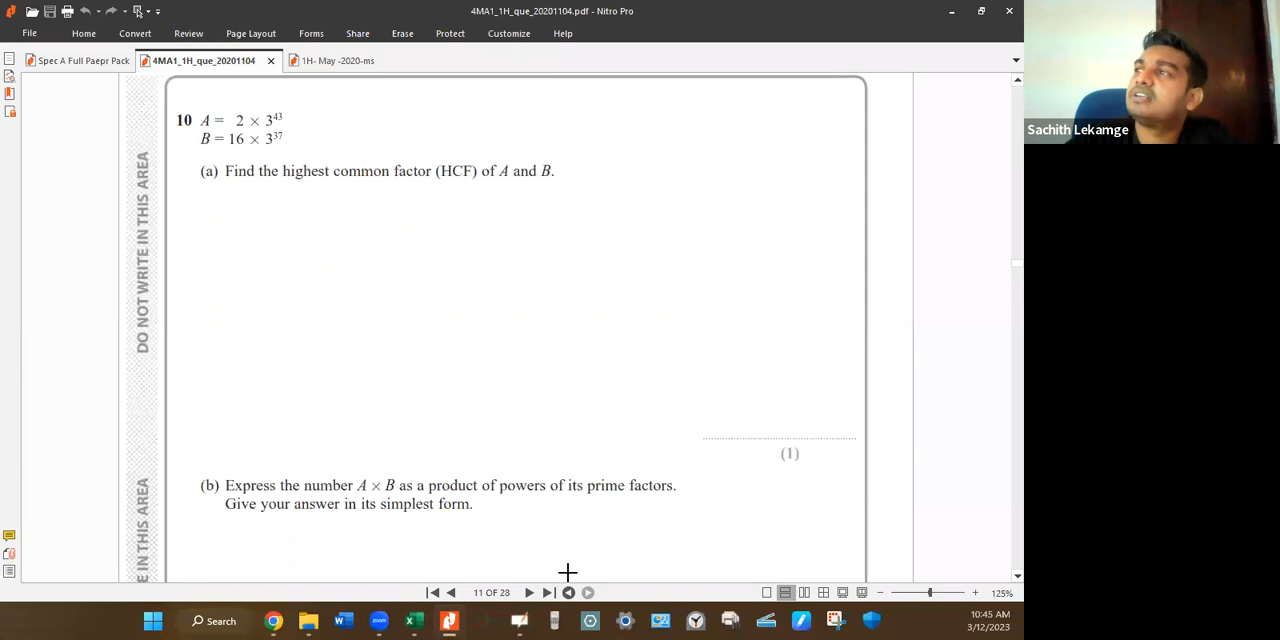 4MA1_1H_que_20201104.pdf - Nitro Pro
File Home Convert Review Page Layout Forms Share Erase Protect Customize Help
Spec A Full Paepr Pack 4MA1_1H_que_20201104 1H- May -2020-ms
Sachith Lekamge
10 A = 2 × 3⁴³
B = 16 × 3³⁷
(a) Find the highest common factor (HCF) of A and B.
DO NOT WRITE IN THIS AREA
(1)
(b) Express the number A × B as a product of powers of its prime factors.
Give your answer in its simplest form.
E IN THIS AREA
11 OF 28
125%
Search
zoom
10:45 AM
3/12/2023